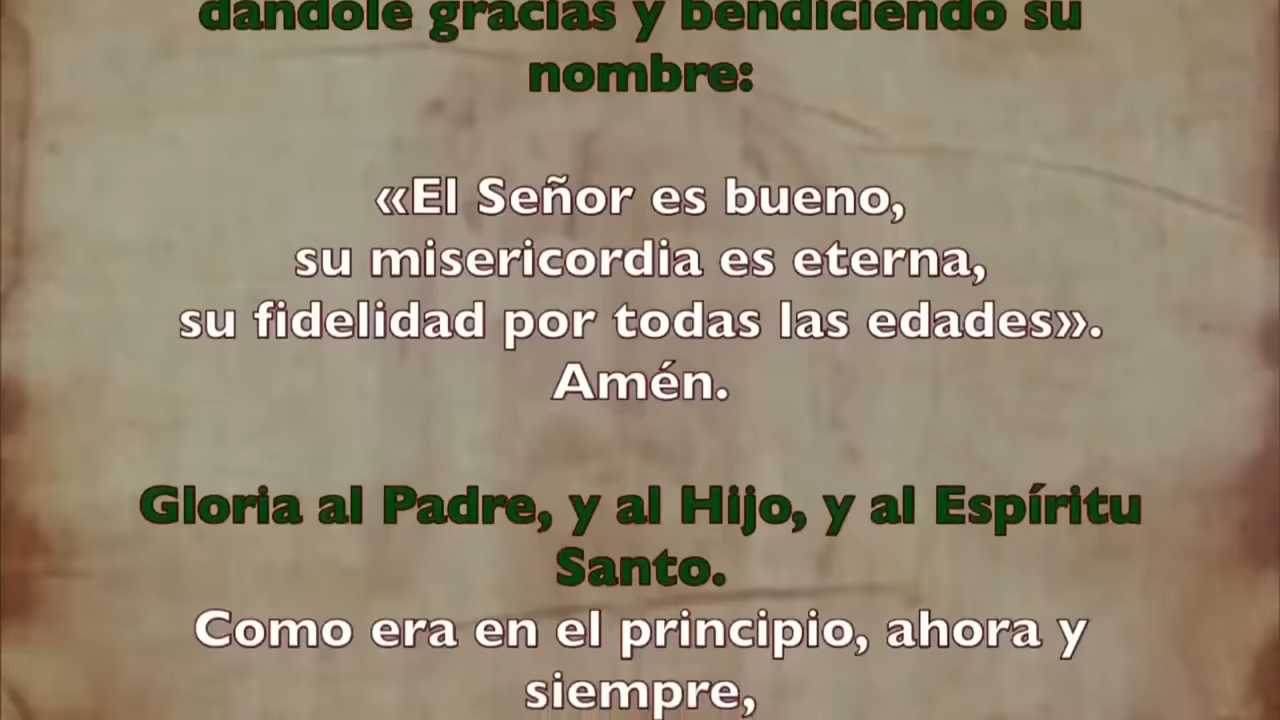 dándole gracias y bendiciendo su
nombre:
«El Señor es bueno,
su misericordia es eterna,
su fidelidad por todas las edades».
Amén.
Gloria al Padre, y al Hijo, y al Espíritu
Santo.
Como era en el principio, ahora y
siempre,